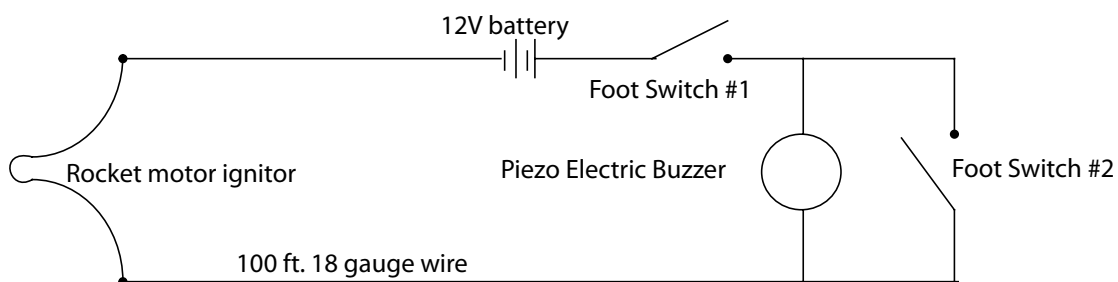 12V battery
Foot Switch #1
Rocket motor ignitor
Piezo Electric Buzzer
Foot Switch #2
100 ft. 18 gauge wire